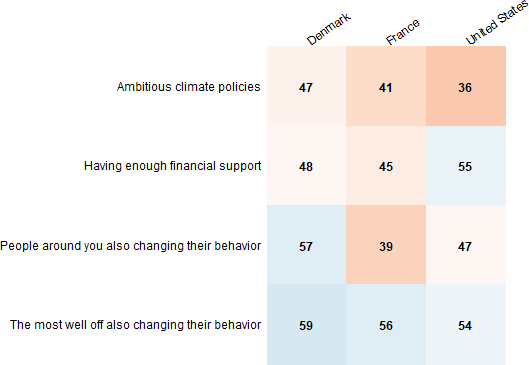 Denmark France United States
Ambitious climate policies 47 41 36
Having enough financial support 48 45 55
People around you also changing their behavior 57 39 47
The most well off also changing their behavior 59 56 54